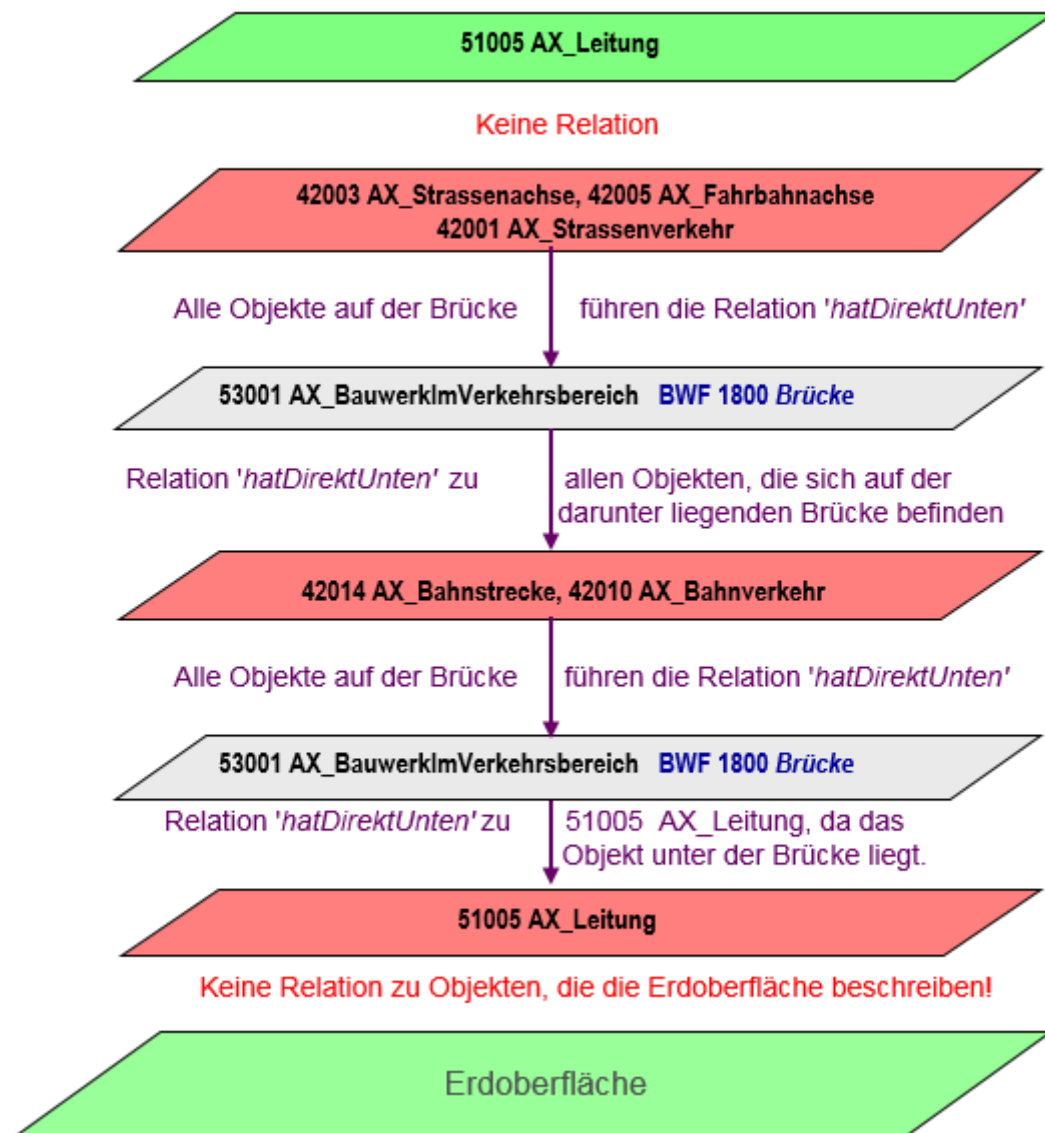 51005 AX_Leitung
Keine Relation
42003 AX_Strassenachse, 42005 AX_Fahrbahnachse
42001 AX_Strassenverkehr
Alle Objekte auf der Brücke führen die Relation 'hatDirektUnten'
53001 AX_BauwerkImVerkehrsbereich BWF 1800 Brücke
Relation 'hatDirektUnten' zu allen Objekten, die sich auf der
darunter liegenden Brücke befinden
42014 AX_Bahnstrecke, 42010 AX_Bahnverkehr
Alle Objekte auf der Brücke führen die Relation 'hatDirektUnten'
53001 AX_BauwerkImVerkehrsbereich BWF 1800 Brücke
Relation 'hatDirektUnten' zu 51005 AX_Leitung, da das
Objekt unter der Brücke liegt.
51005 AX_Leitung
Keine Relation zu Objekten, die die Erdoberfläche beschreiben!
Erdoberfläche